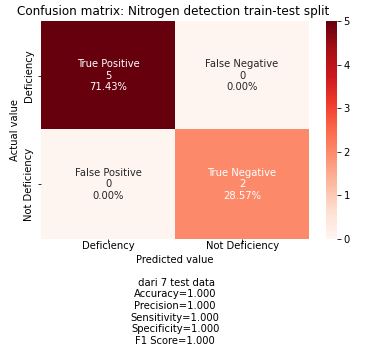 Confusion matrix: Nitrogen detection train-test split
True Positive
5
71.43%
False Negative
0
0.00%
False Positive
0
0.00%
True Negative
2
28.57%
Deficiency
Not Deficiency
Actual value
Deficiency
Not Deficiency
Predicted value
5
4
3
2
1
0
dari 7 test data
Accuracy=1.000
Precision=1.000
Sensitivity=1.000
Specificity=1.000
F1 Score=1.000